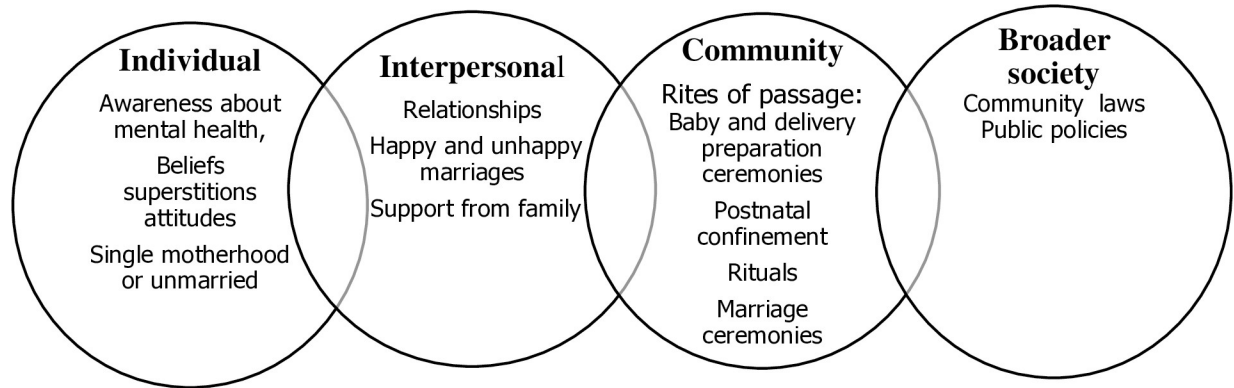 Individual
Awareness about
mental health,
Beliefs
superstitions
attitudes
Single motherhood
or unmarried
Interpersonal
Relationships
Happy and unhappy
marriages
Support from family
Community
Rites of passage:
Baby and delivery
preparation
ceremonies
Postnatal
confinement
Rituals
Marriage
ceremonies
Broader
society
Community laws
Public policies